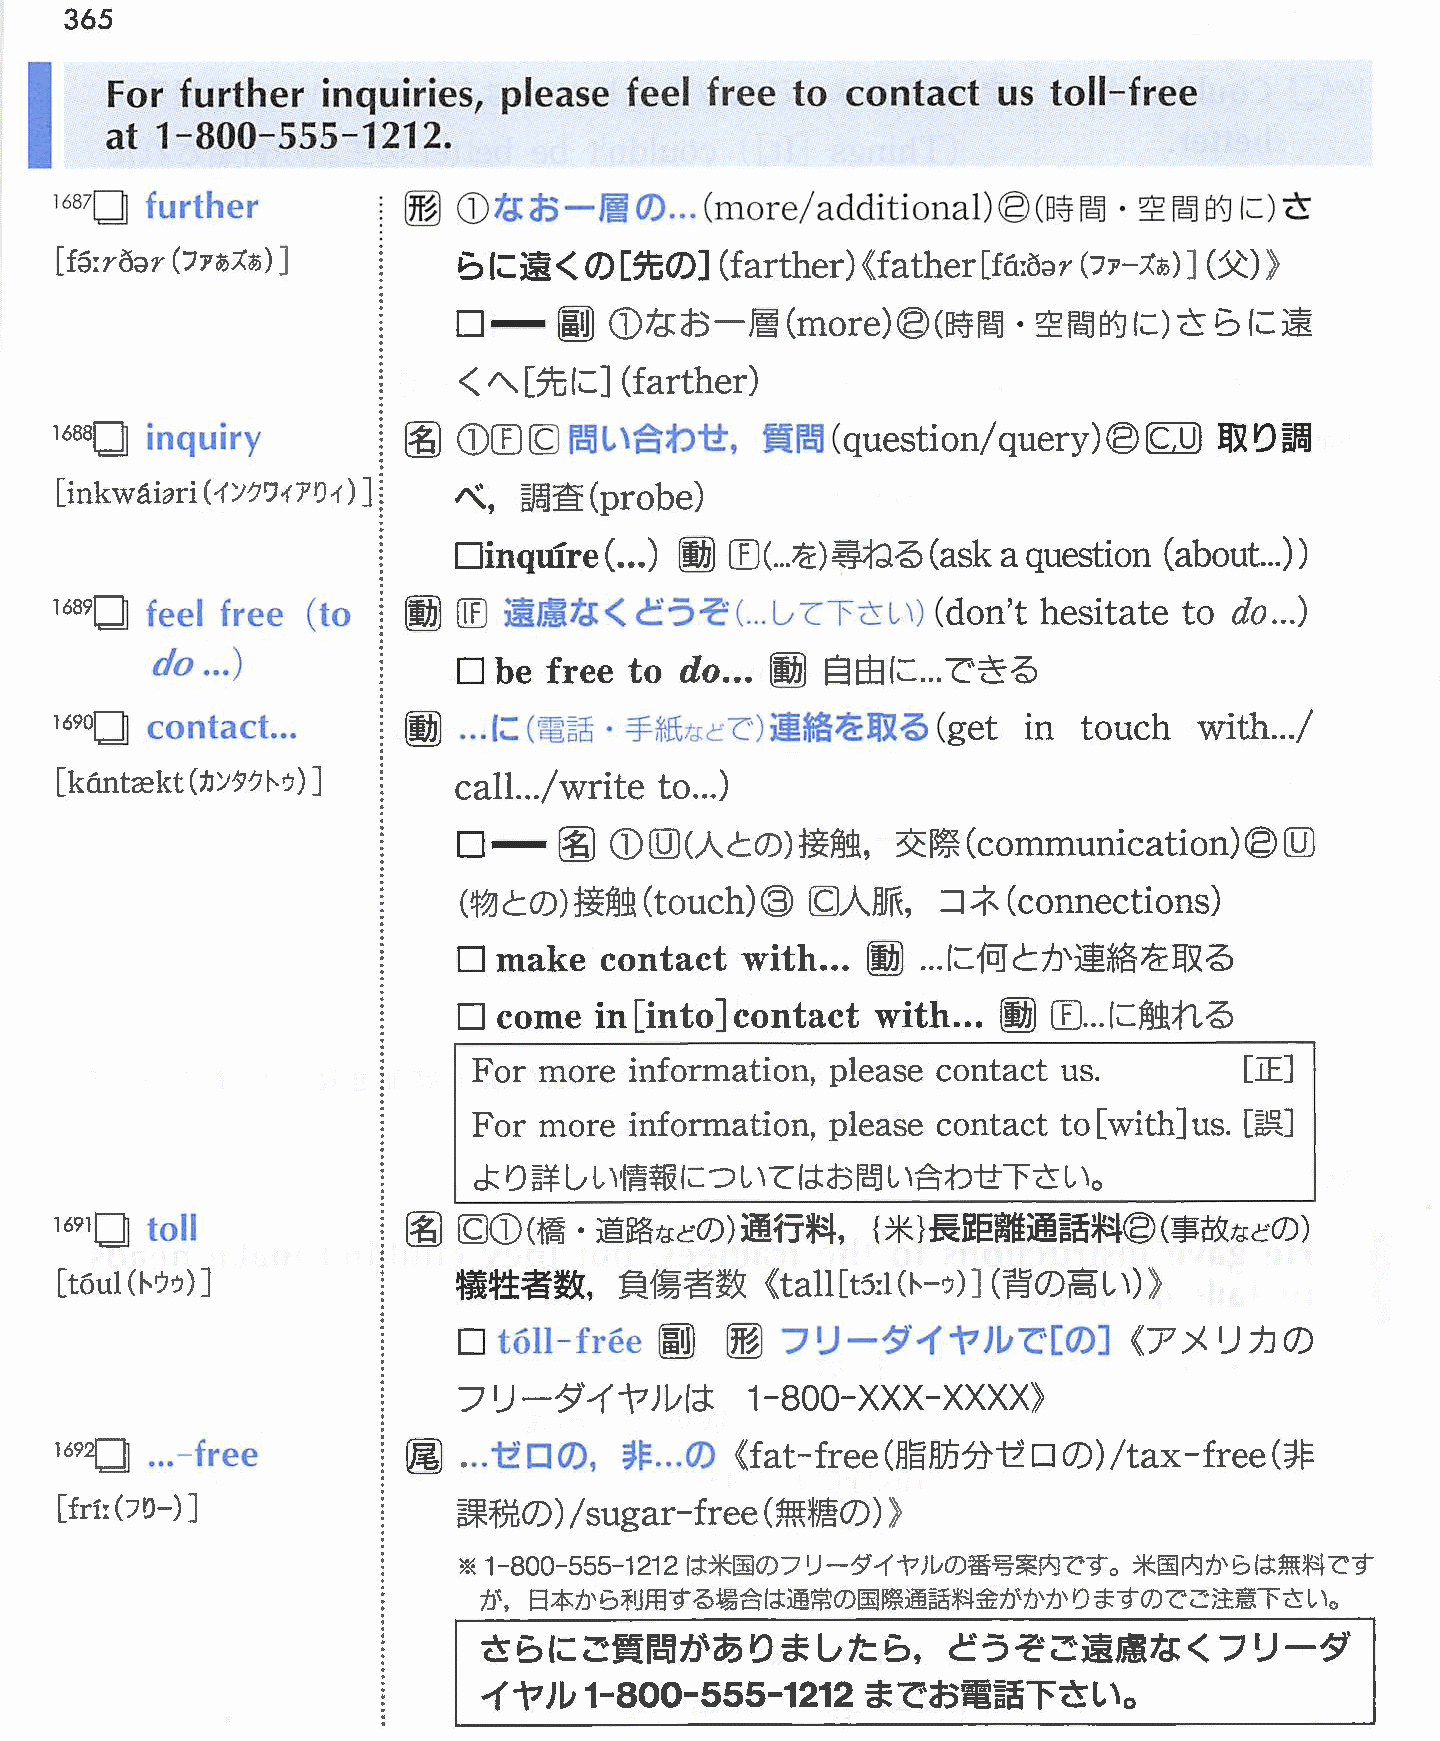 365
For further inquiries, please feel free to contact us toll-free
at 1-800-555-1212.
1687□ further 形 ①なお一層の…(more/additional)②(時間・空間的に)さ
[fə́ːrðər(ファぁズぁ)] らに遠くの[先の](farther)《father[fɑ́ːðər(ファーズぁ)](父)》
□━ 副 ①なお一層(more)②(時間・空間的に)さらに遠
くへ[先に](farther)
1688□ inquiry 名 ①ⒻⒸ問い合わせ，質問(question/query)②C,U 取り調
[inkwáiəri(インクワィアリィ)] べ，調査(probe)
□inquíre(...) 動 Ⓕ(...を)尋ねる(ask a question (about...))
1689□ feel free (to 動 IF 遠慮なくどうぞ(...して下さい)(don't hesitate to do...)
do ...) □ be free to do... 動 自由に...できる
1690□ contact... 動 ...に(電話・手紙などで)連絡を取る(get in touch with.../
[kɑ́ntækt(カンタクトゥ)] call.../write to...)
□━ 名 ①Ⓤ(人との)接触，交際(communication)②Ⓤ
(物との)接触(touch)③ Ⓒ人脈，コネ(connections)
□ make contact with... 動 ...に何とか連絡を取る
□ come in[into]contact with... 動 Ⓕ...に触れる
For more information, please contact us. [正]
For more information, please contact to[with]us. [誤]
より詳しい情報についてはお問い合わせ下さい。
1691□ toll 名 Ⓒ①(橋・道路などの)通行料，{米}長距離通話料②(事故などの)
[tóul(トウゥ)] 犠牲者数，負傷者数《tall[tɔ́ːl(トーゥ)](背の高い)》
□ tóll-frée 副 形 フリーダイヤルで[の]《アメリカの
フリーダイヤルは 1-800-XXX-XXXX》
1692□ ...-free 尾 ...ゼロの，非...の《fat-free(脂肪分ゼロの)/tax-free(非
[fríː(フリー)] 課税の)/sugar-free(無糖の)》
※ 1-800-555-1212は米国のフリーダイヤルの番号案内です。米国内からは無料です
が，日本から利用する場合は通常の国際通話料金がかかりますのでご注意下さい。
さらにご質問がありましたら，どうぞご遠慮なくフリーダ
イヤル1-800-555-1212までお電話下さい。